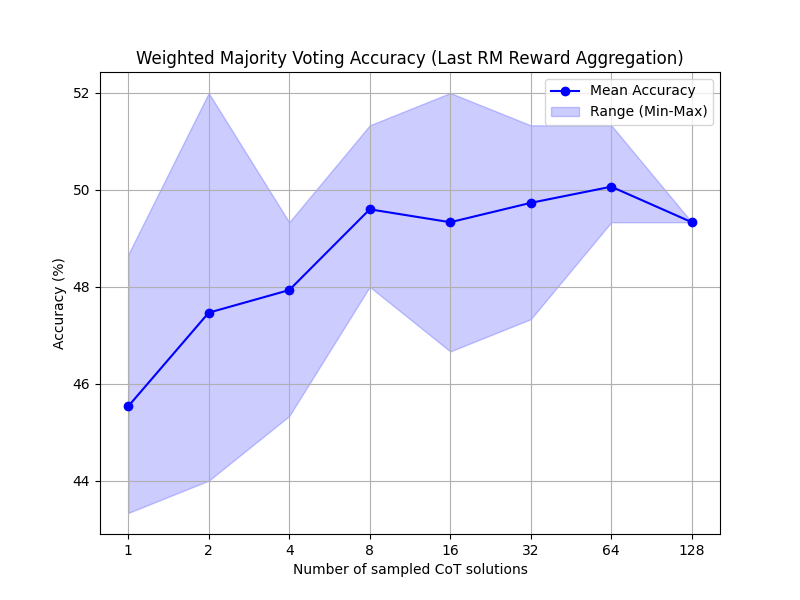 Weighted Majority Voting Accuracy (Last RM Reward Aggregation)
Mean Accuracy
Range (Min-Max)
Accuracy (%)
52
50
48
46
44
1 2 4 8 16 32 64 128
Number of sampled CoT solutions